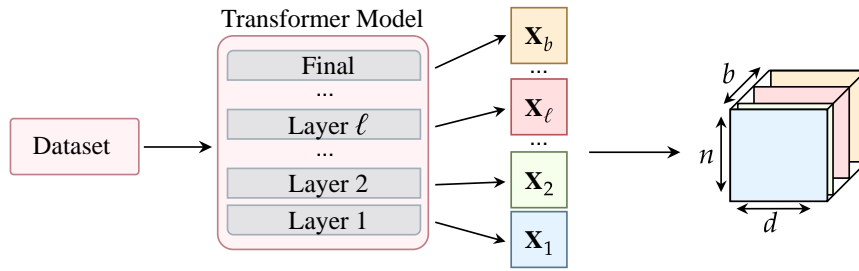 Transformer Model
Dataset
Final
...
Layer ℓ
...
Layer 2
Layer 1
X_b
...
X_ℓ
...
X_2
X_1
b
n
d